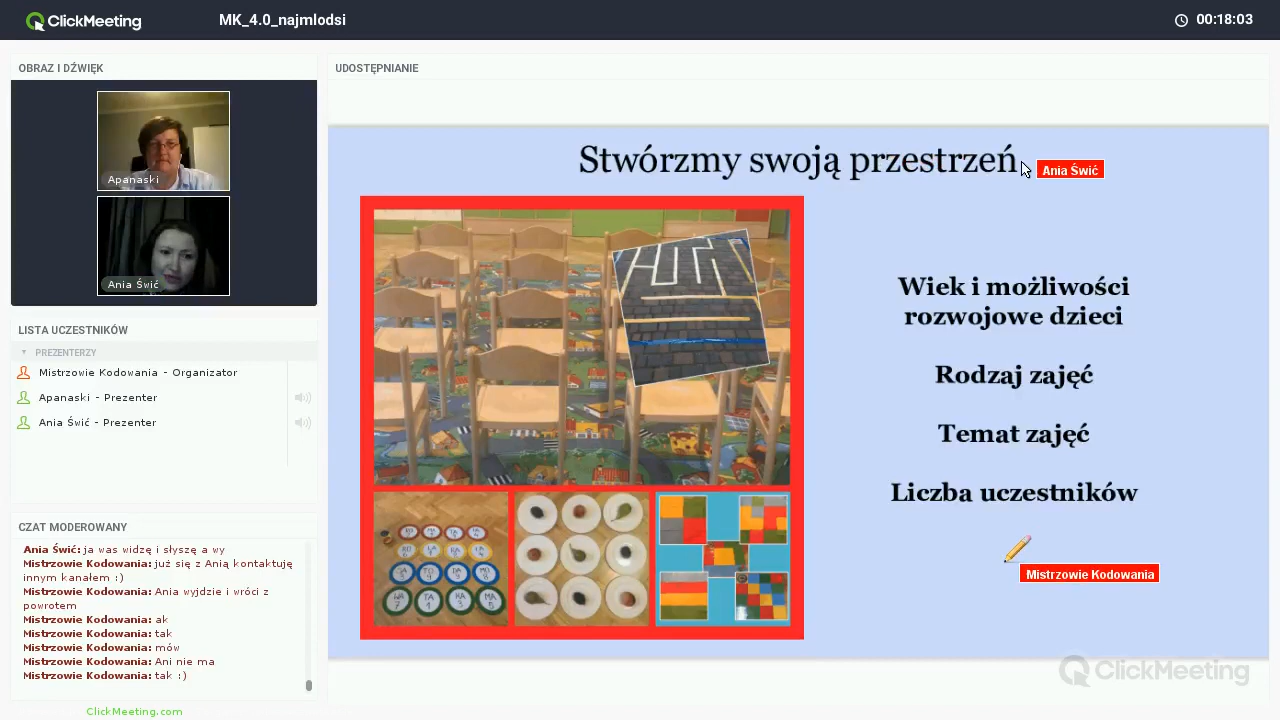 ClickMeeting
MK_4.0_najmlodsi
00:18:03
OBRAZ I DŹWIĘK
Apanaski
Ania Świć
LISTA UCZESTNIKÓW
PREZENTERZY
Mistrzowie Kodowania - Organizator
Apanaski - Prezenter
Ania Świć - Prezenter
CZAT MODEROWANY
Ania Świć: ja was widzę i słyszę a wy
Mistrzowie Kodowania: już się z Anią kontaktuję
innym kanałem :)
Mistrzowie Kodowania: Ania wyjdzie i wróci z
powrotem
Mistrzowie Kodowania: ak
Mistrzowie Kodowania: tak
Mistrzowie Kodowania: mów
Mistrzowie Kodowania: Ani nie ma
Mistrzowie Kodowania: tak :)
ClickMeeting.com
UDOSTĘPNIANIE
Stwórzmy swoją przestrzeń
Ania Świć
Wiek i możliwości
rozwojowe dzieci
Rodzaj zajęć
Temat zajęć
Liczba uczestników
Mistrzowie Kodowania
ClickMeeting